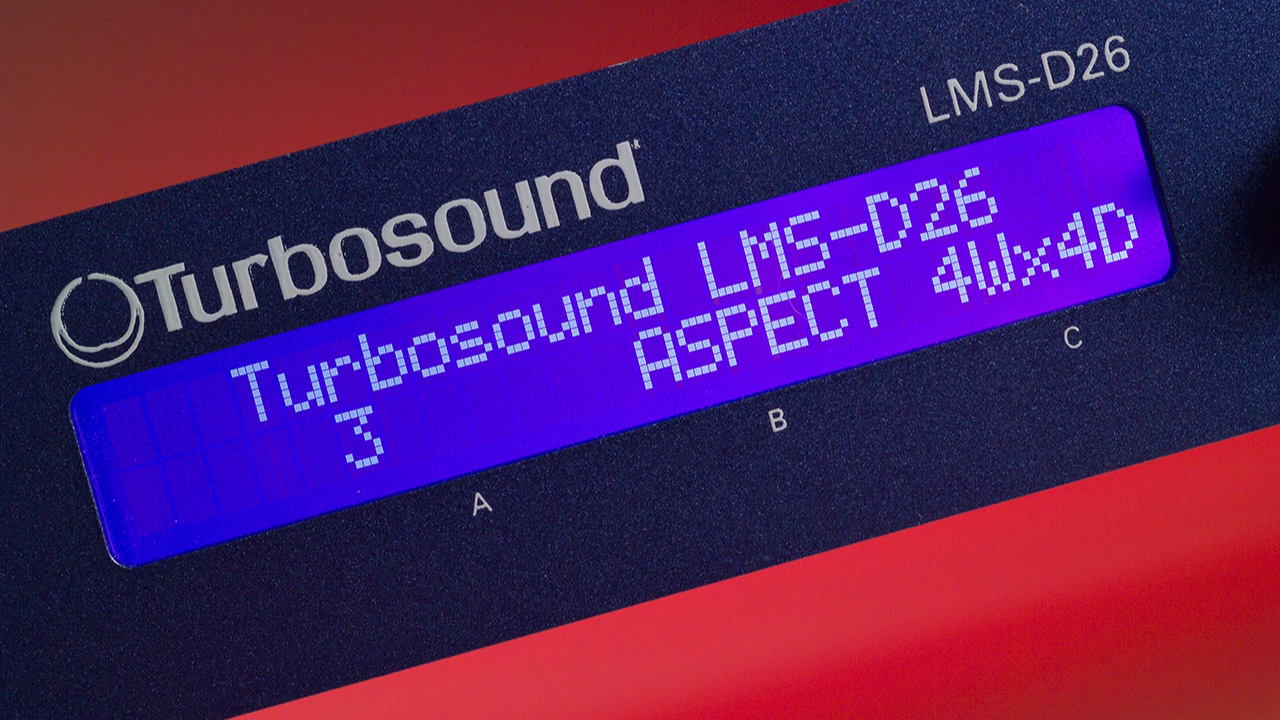 LMS-D26
Turbosound
Turbosound LMS-D26
3 ASPECT 4Wx4D
A B C